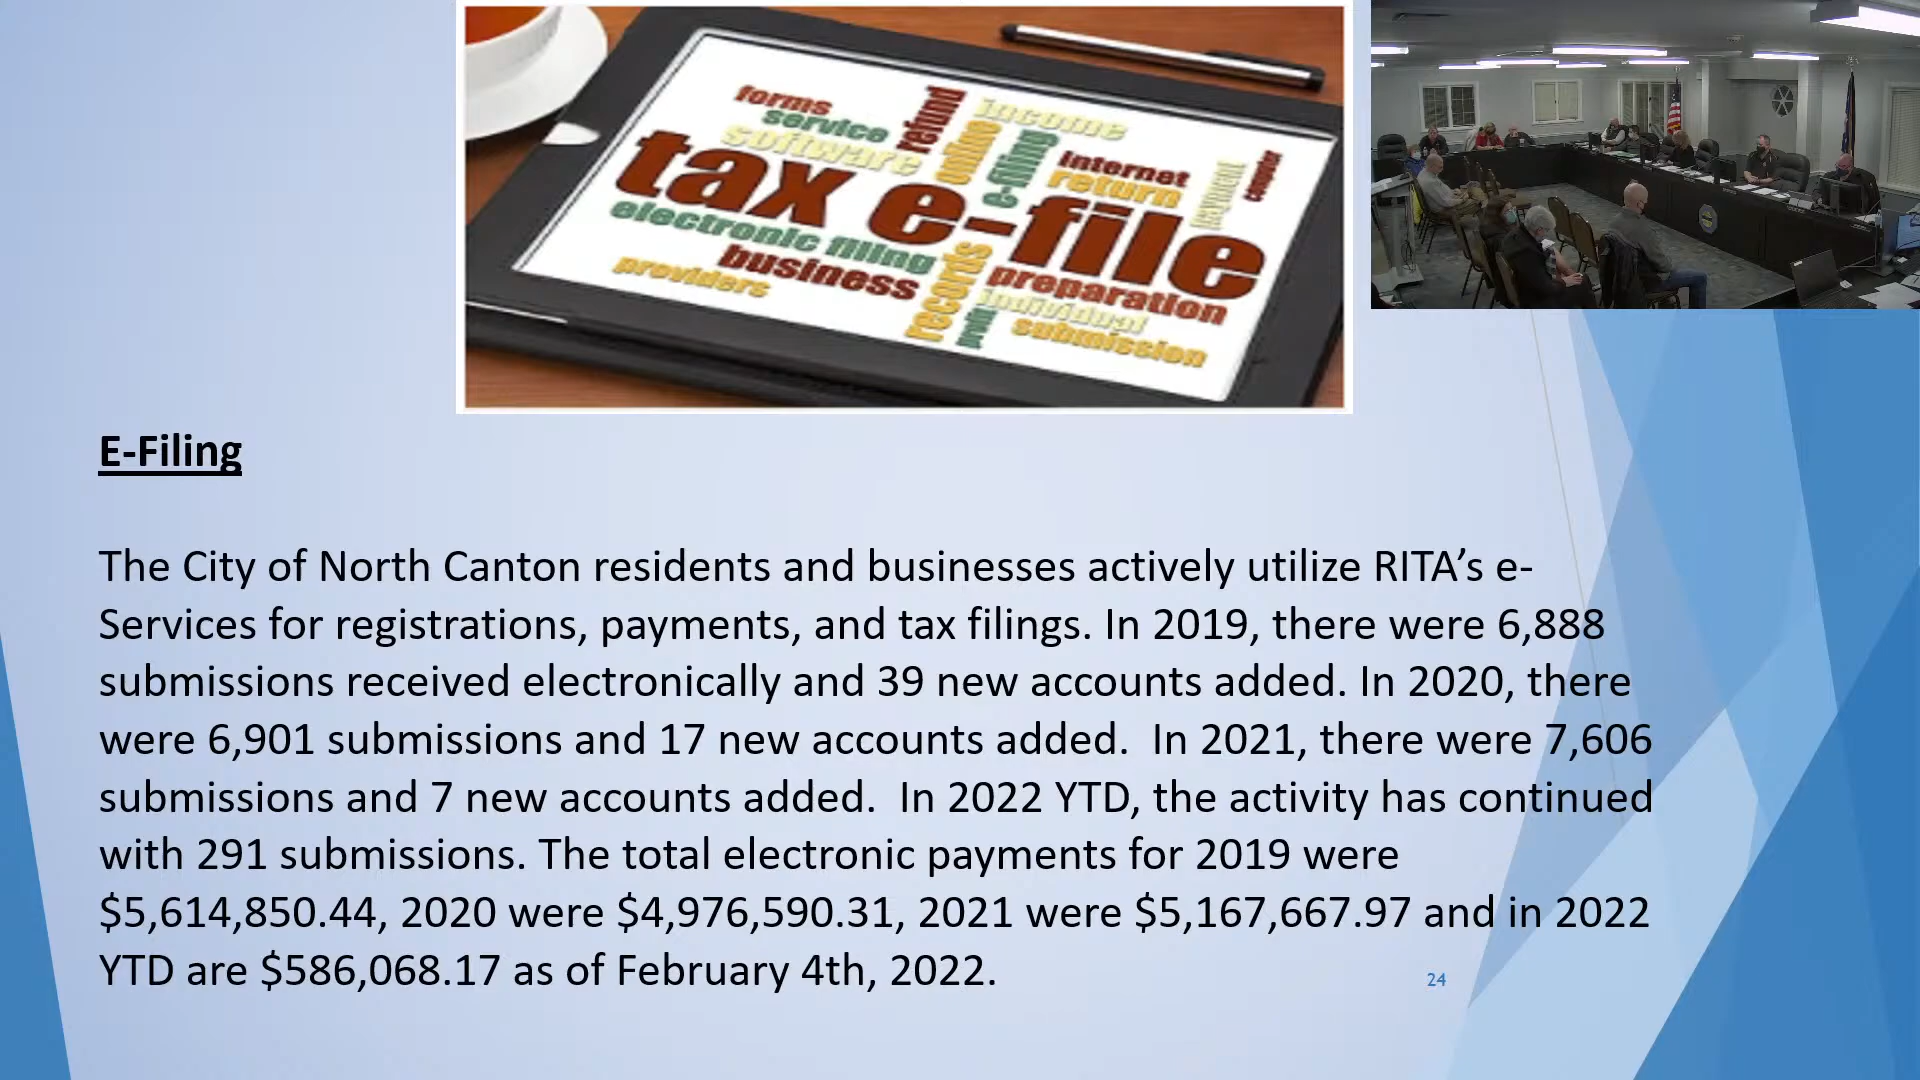 forms
service
software
refund
online
income
e-filing
internet
return
payment
computer
tax e-file
electronic filing
business
providers
records
profit
preparation
individual
submission
E-Filing
The City of North Canton residents and businesses actively utilize RITA’s e-
Services for registrations, payments, and tax filings. In 2019, there were 6,888
submissions received electronically and 39 new accounts added. In 2020, there
were 6,901 submissions and 17 new accounts added.  In 2021, there were 7,606
submissions and 7 new accounts added.  In 2022 YTD, the activity has continued
with 291 submissions. The total electronic payments for 2019 were
$5,614,850.44, 2020 were $4,976,590.31, 2021 were $5,167,667.97 and in 2022
YTD are $586,068.17 as of February 4th, 2022.
24